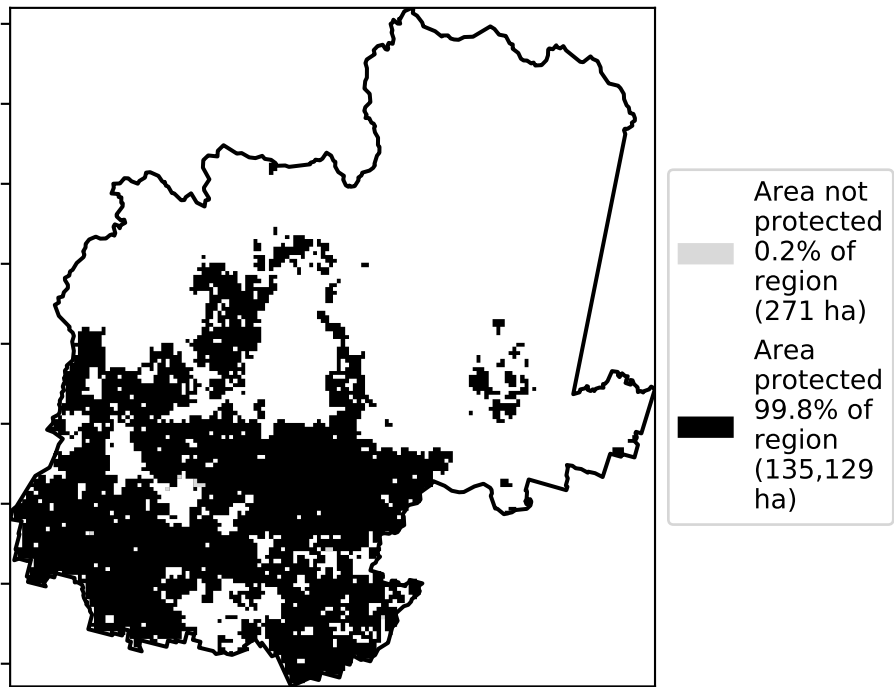 Area not
protected
0.2% of
region
(271 ha)
Area
protected
99.8% of
region
(135,129
ha)